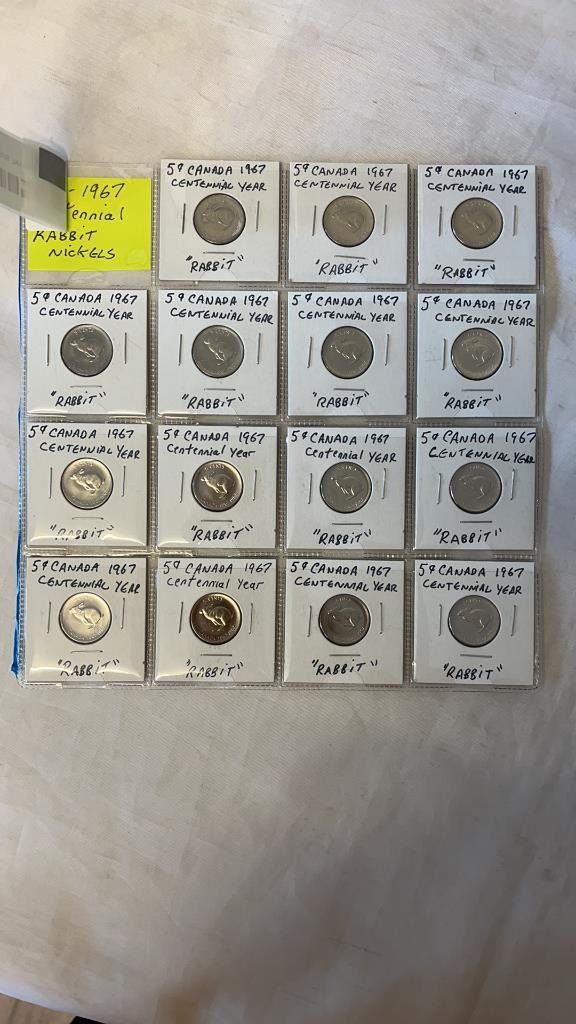 - 1967
ennial
RABBIT
NICKELS
5¢ CANADA 1967
CENTENNIAL YEAR
"RABBIT"
5¢ CANADA 1967
CENTENNIAL YEAR
"RABBIT"
5¢ CANADA 1967
CENTENNIAL YEAR
"RABBIT"
5¢ CANADA 1967
CENTENNIAL YEAR
"RABBIT"
5¢ CANADA 1967
CENTENNIAL YEAR
"RABBIT"
5¢ CANADA 1967
CENTENNIAL YEAR
"RABBIT"
5¢ CANADA 1967
CENTENNIAL YEAR
"RABBIT"
5¢ CANADA 1967
CENTENNIAL YEAR
"RABBIT"
5¢ CANADA 1967
Centennial Year
"RABBIT"
5¢ CANADA 1967
Centennial YEAR
"RABBIT"
5¢ CANADA 1967
CENTENNIAL YEAR
"RABBIT"
5¢ CANADA 1967
CENTENNIAL YEAR
"RABBIT"
5¢ CANADA 1967
Centennial Year
"RABBIT"
5¢ CANADA 1967
CENTENNIAL YEAR
"RABBIT"
5¢ CANADA 1967
CENTENNIAL YEAR
"RABBIT"